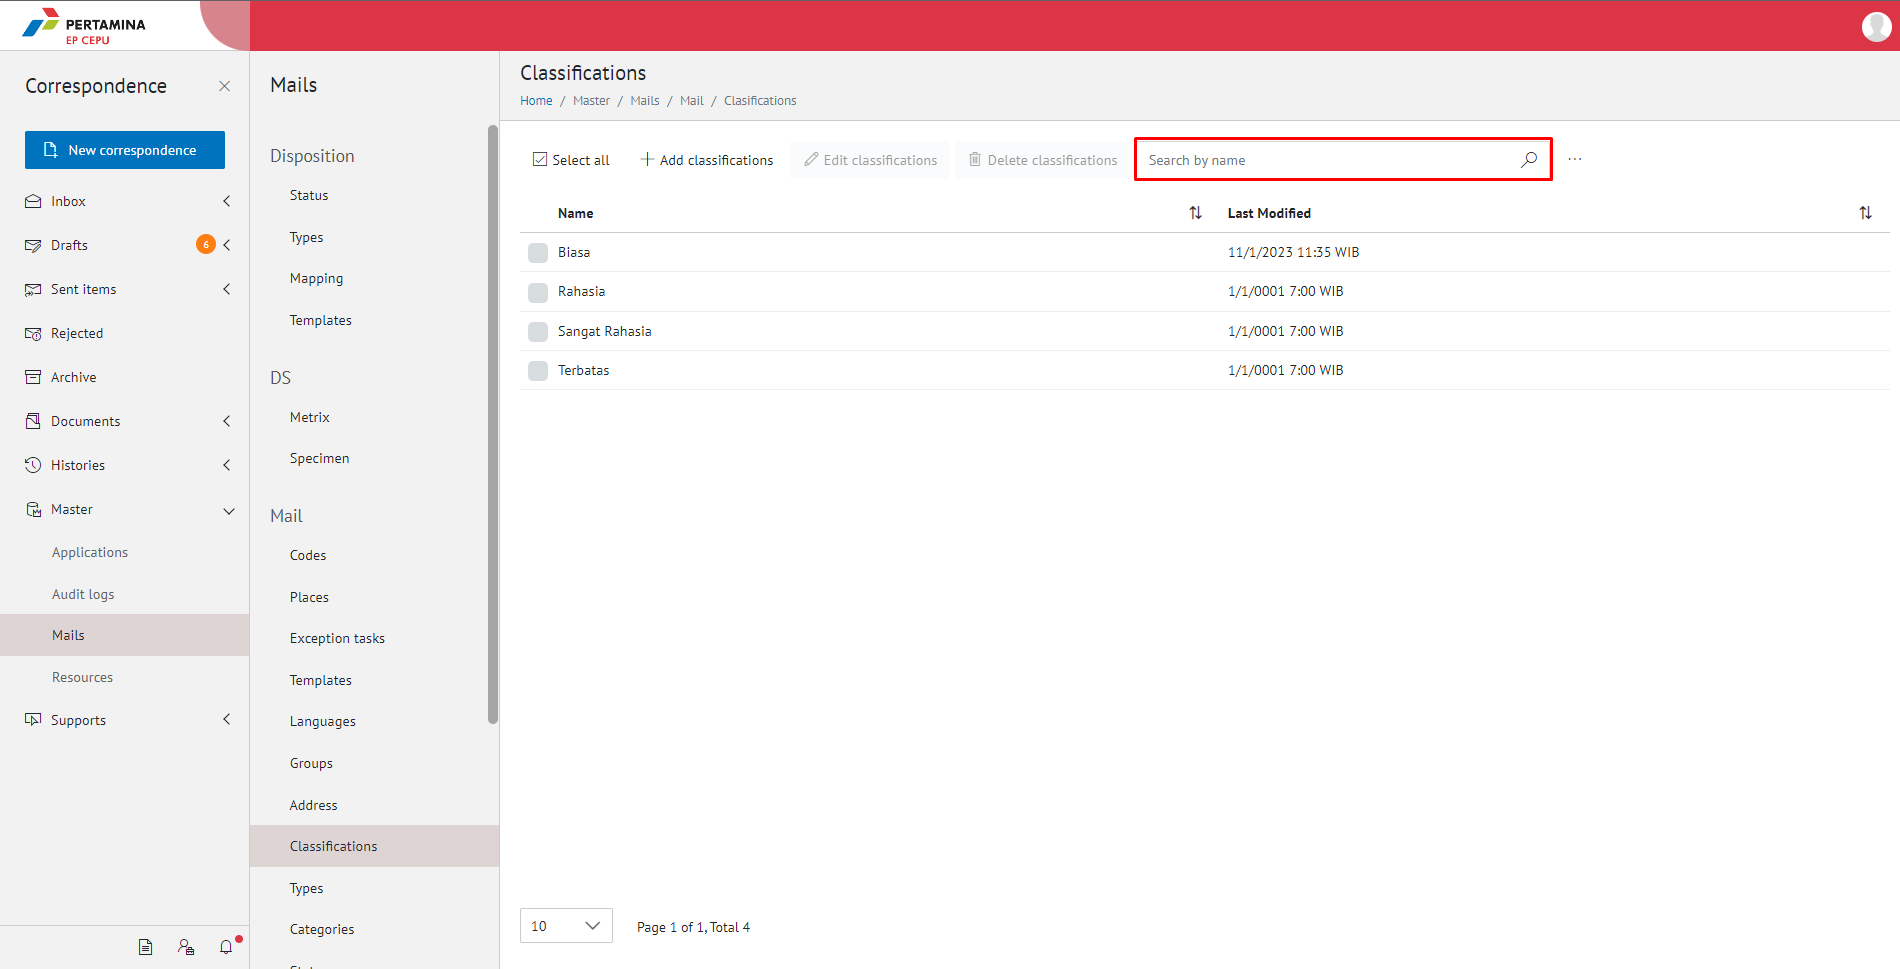 PERTAMINA
EP CEPU
Correspondence
New correspondence
Inbox
Drafts
6
Sent items
Rejected
Archive
Documents
Histories
Master
Applications
Audit logs
Mails
Resources
Supports
Mails
Disposition
Status
Types
Mapping
Templates
DS
Metrix
Specimen
Mail
Codes
Places
Exception tasks
Templates
Languages
Groups
Address
Classifications
Types
Categories
Classifications
Home / Master / Mails / Mail / Clasifications
Select all
Add classifications
Edit classifications
Delete classifications
Search by name
...
Name Last Modified
Biasa 11/1/2023 11:35 WIB
Rahasia 1/1/0001 7:00 WIB
Sangat Rahasia 1/1/0001 7:00 WIB
Terbatas 1/1/0001 7:00 WIB
10
Page 1 of 1, Total 4